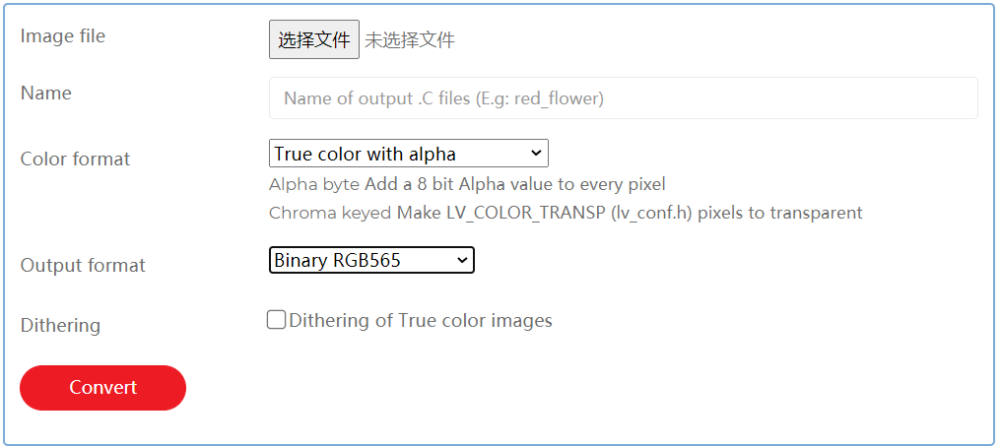 Image file 选择文件 未选择文件
Name Name of output .C files (E.g: red_flower)
Color format True color with alpha
Alpha byte Add a 8 bit Alpha value to every pixel
Chroma keyed Make LV_COLOR_TRANSP (lv_conf.h) pixels to transparent
Output format Binary RGB565
Dithering Dithering of True color images
Convert